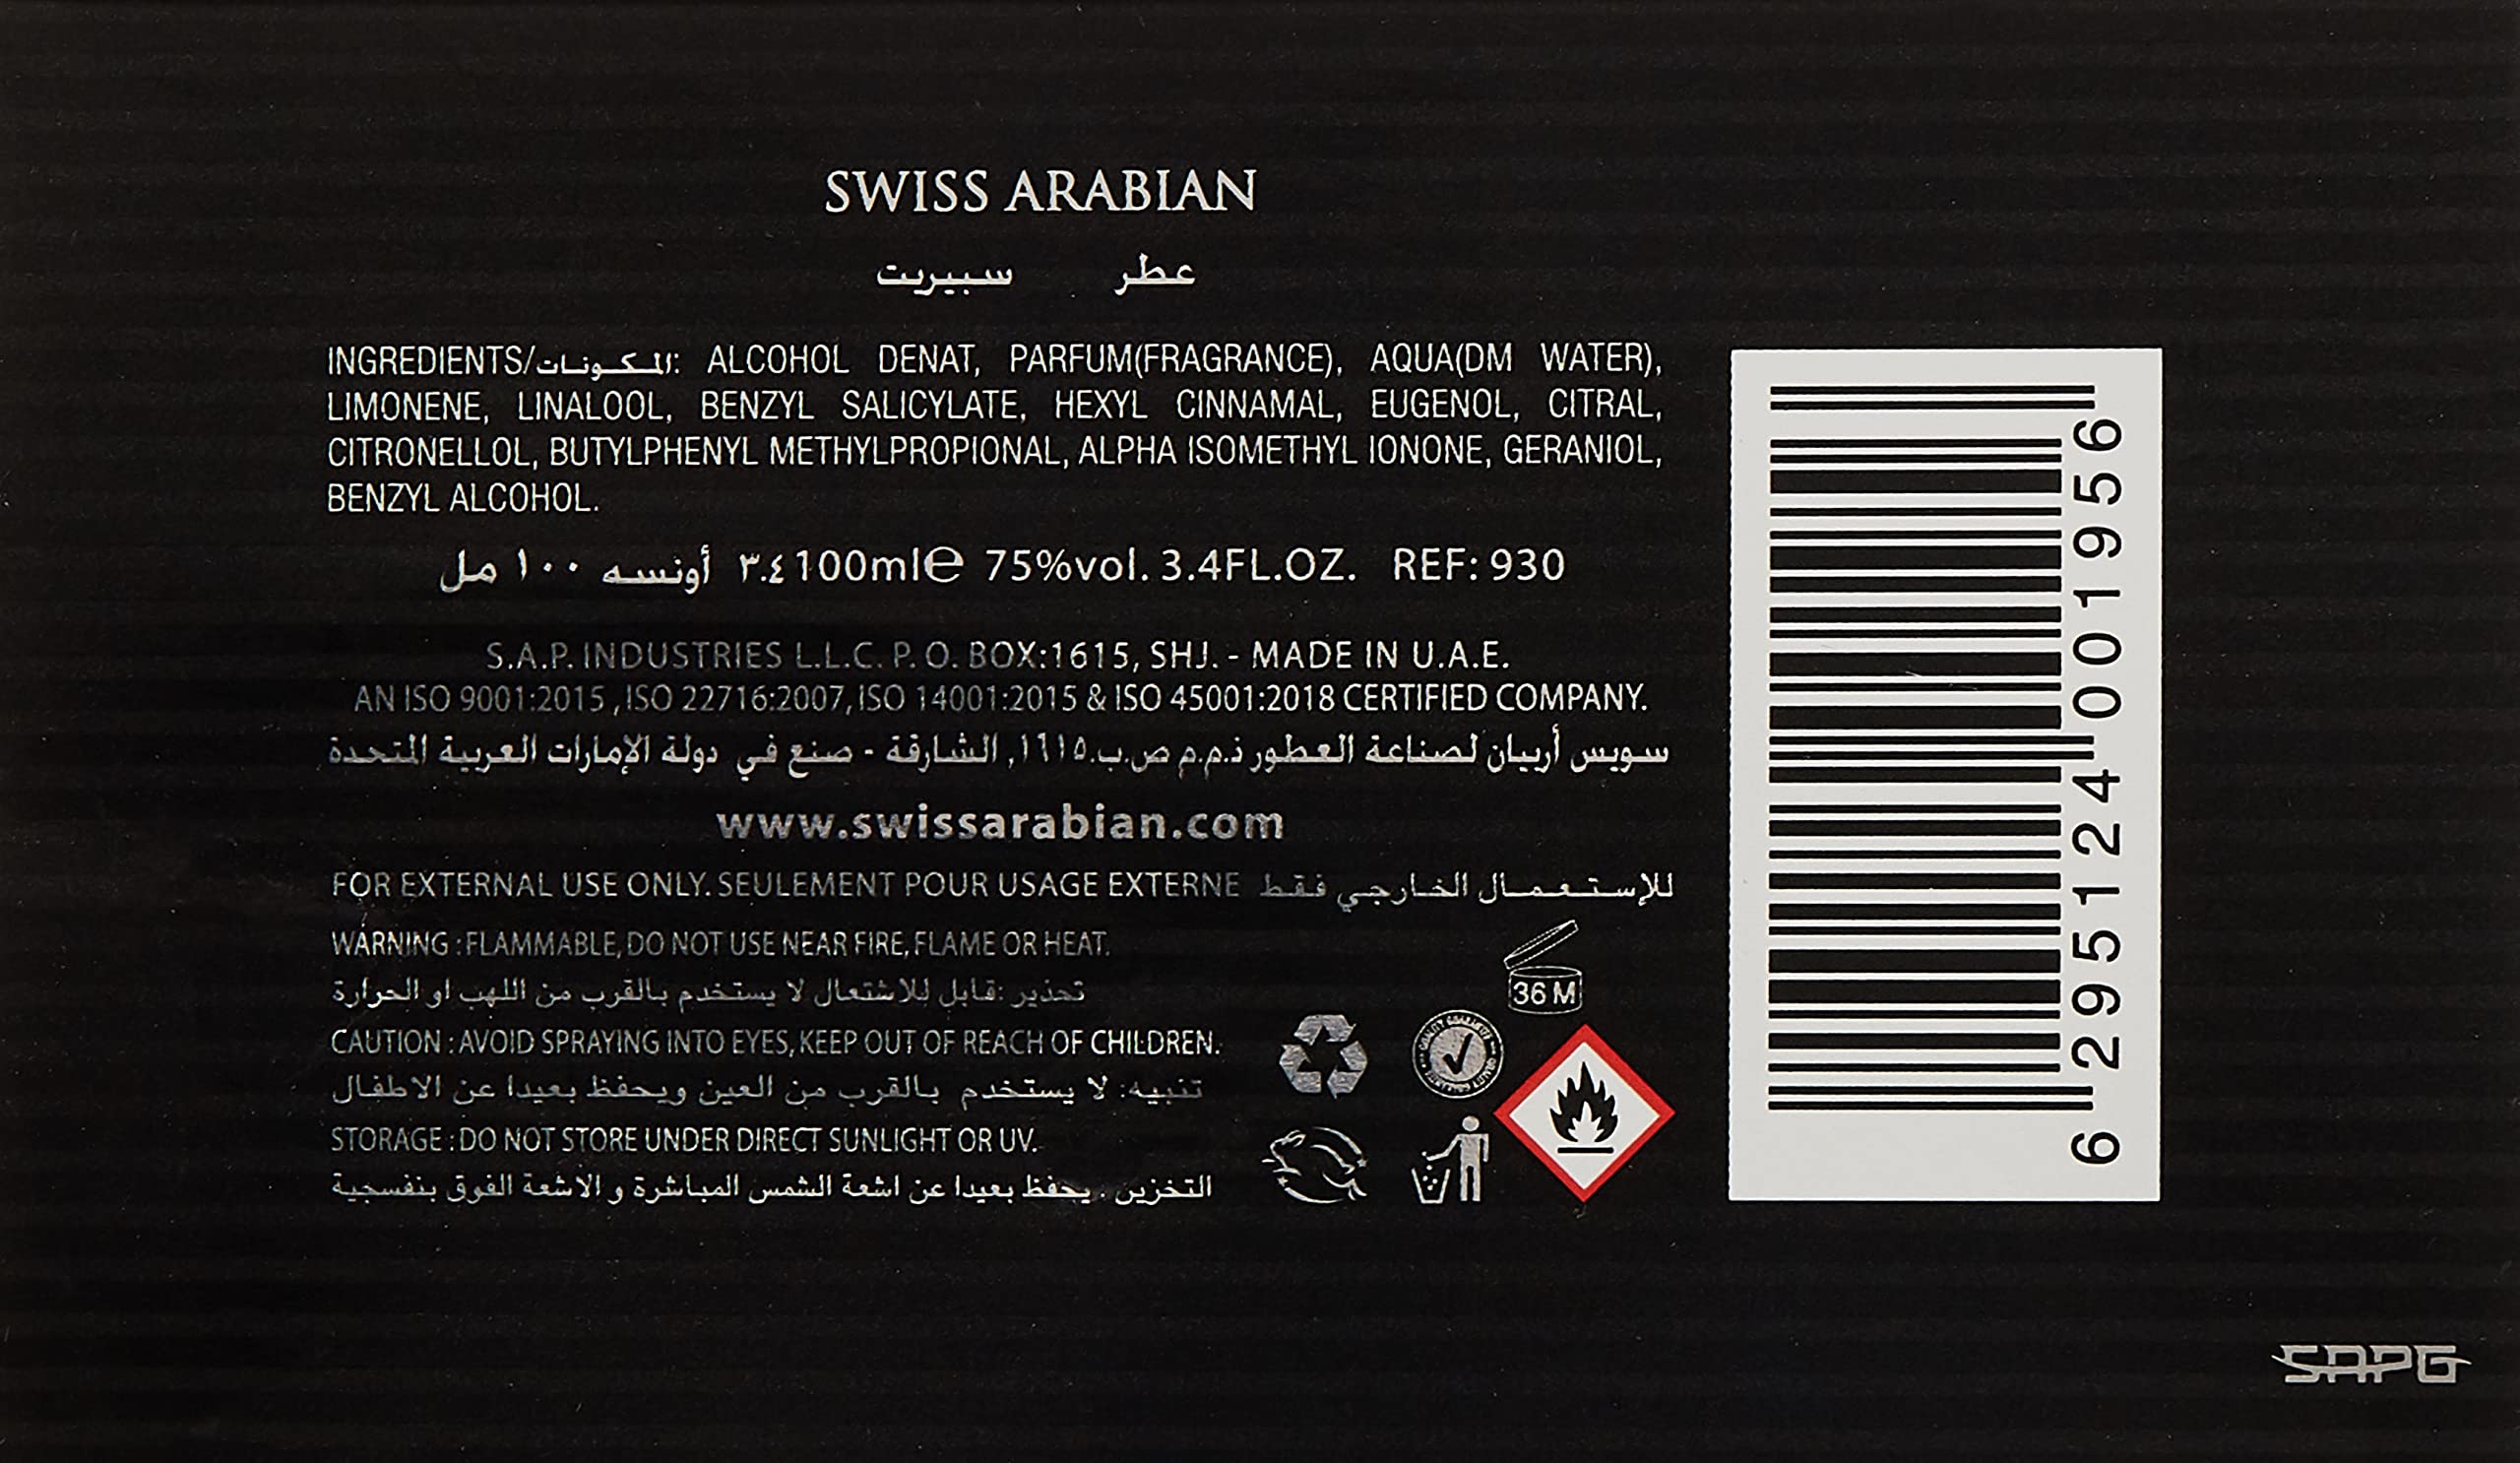 SWISS ARABIAN
عطر سبيريت
INGREDIENTS/المكونات: ALCOHOL DENAT, PARFUM(FRAGRANCE), AQUA(DM WATER),
LIMONENE, LINALOOL, BENZYL SALICYLATE, HEXYL CINNAMAL, EUGENOL, CITRAL,
CITRONELLOL, BUTYLPHENYL METHYLPROPIONAL, ALPHA ISOMETHYL IONONE, GERANIOL,
BENZYL ALCOHOL.
٣.٤ أونسه ١٠٠ مل 100ml℮ 75%vol. 3.4FL.OZ. REF: 930
S.A.P. INDUSTRIES L.L.C. P. O. BOX:1615, SHJ. - MADE IN U.A.E.
AN ISO 9001:2015 , ISO 22716:2007, ISO 14001:2015 & ISO 45001:2018 CERTIFIED COMPANY.
سويس أربيان لصناعة العطور ذ.م.م ص.ب.١٦١٥, الشارقة - صنع في دولة الإمارات العربية المتحدة
www.swissarabian.com
FOR EXTERNAL USE ONLY. SEULEMENT POUR USAGE EXTERNE للإستعمال الخارجي فقط
WARNING : FLAMMABLE, DO NOT USE NEAR FIRE, FLAME OR HEAT.
تحذير :قابل للاشتعال لا يستخدم بالقرب من اللهب او الحرارة
36 M
CAUTION : AVOID SPRAYING INTO EYES, KEEP OUT OF REACH OF CHILDREN.
تنبيه: لا يستخدم بالقرب من العين ويحفظ بعيدا عن الاطفال
STORAGE : DO NOT STORE UNDER DIRECT SUNLIGHT OR UV.
التخزين : يحفظ بعيدا عن اشعة الشمس المباشرة و الاشعة الفوق بنفسجية
6 295124 001956
SAPG